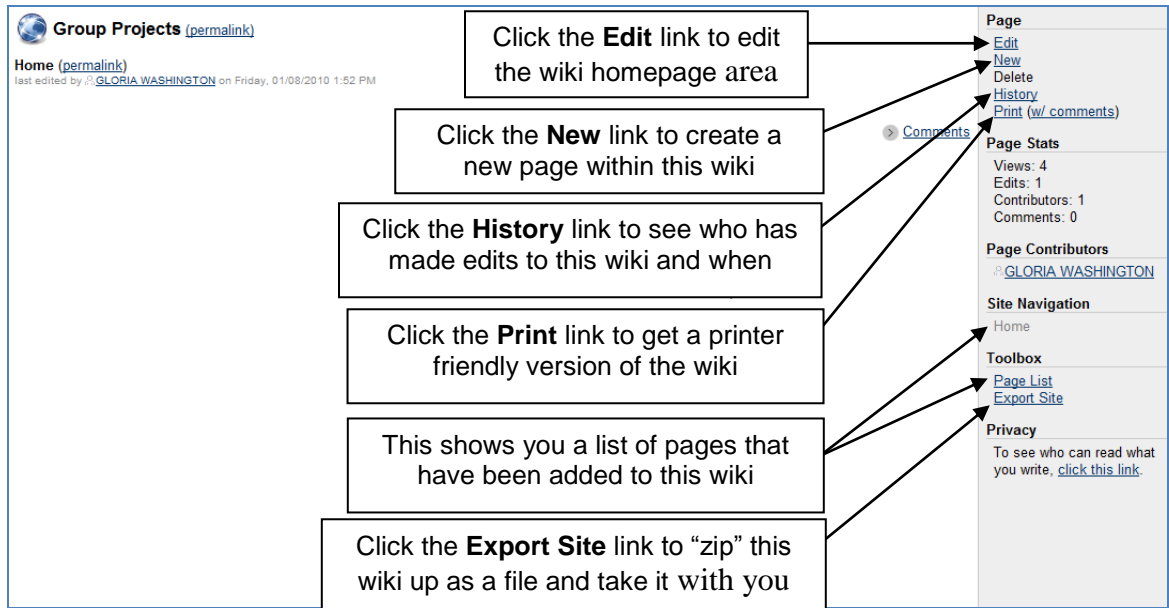 Group Projects (permalink)
Home (permalink)
last edited by GLORIA WASHINGTON on Friday, 01/08/2010 1:52 PM
Click the Edit link to edit
the wiki homepage area
Click the New link to create a
new page within this wiki
Comments
Click the History link to see who has
made edits to this wiki and when
Click the Print link to get a printer
friendly version of the wiki
This shows you a list of pages that
have been added to this wiki
Click the Export Site link to “zip” this
wiki up as a file and take it with you
Page
Edit
New
Delete
History
Print (w/ comments)
Page Stats
Views: 4
Edits: 1
Contributors: 1
Comments: 0
Page Contributors
GLORIA WASHINGTON
Site Navigation
Home
Toolbox
Page List
Export Site
Privacy
To see who can read what
you write, click this link.